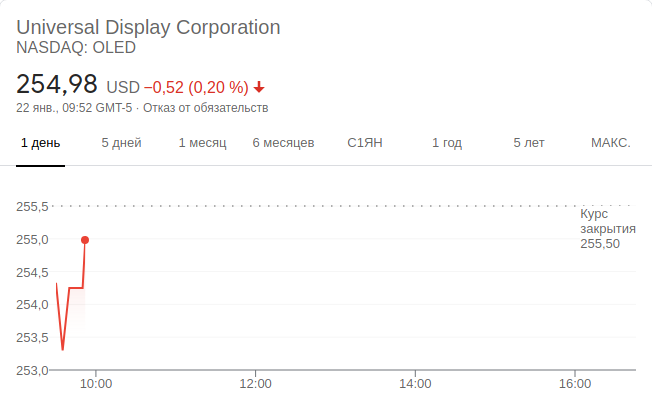 Universal Display Corporation
NASDAQ: OLED
254,98 USD −0,52 (0,20 %)
22 янв., 09:52 GMT-5 · Отказ от обязательств
1 день 5 дней 1 месяц 6 месяцев С1ЯН 1 год 5 лет МАКС.
255,5
Курс
закрытия
255,50
255,0
254,5
254,0
253,5
253,0
10:00 12:00 14:00 16:00